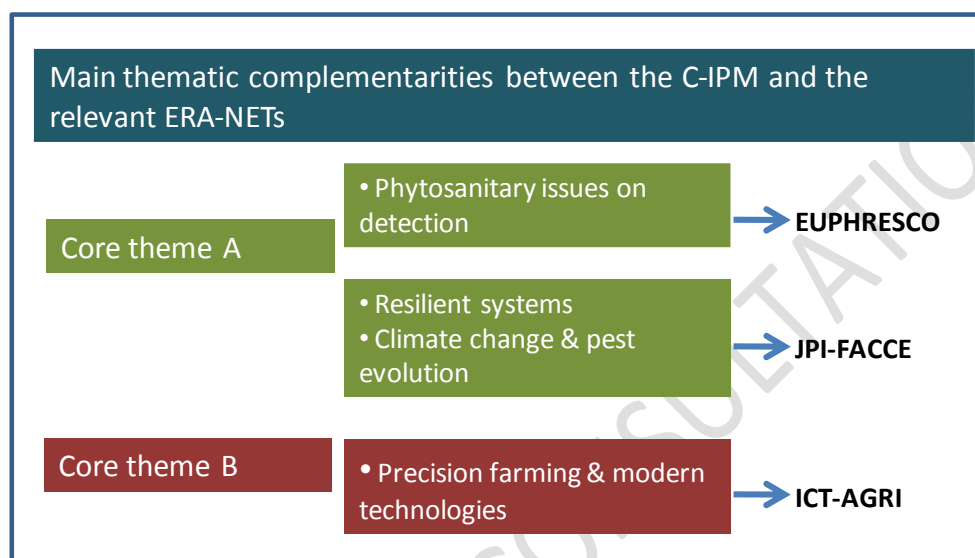 Main thematic complementarities between the C-IPM and the
relevant ERA-NETs
• Phytosanitary issues on
detection
EUPHRESCO
Core theme A
• Resilient systems
• Climate change & pest
evolution
JPI-FACCE
Core theme B
• Precision farming & modern
technologies
ICT-AGRI